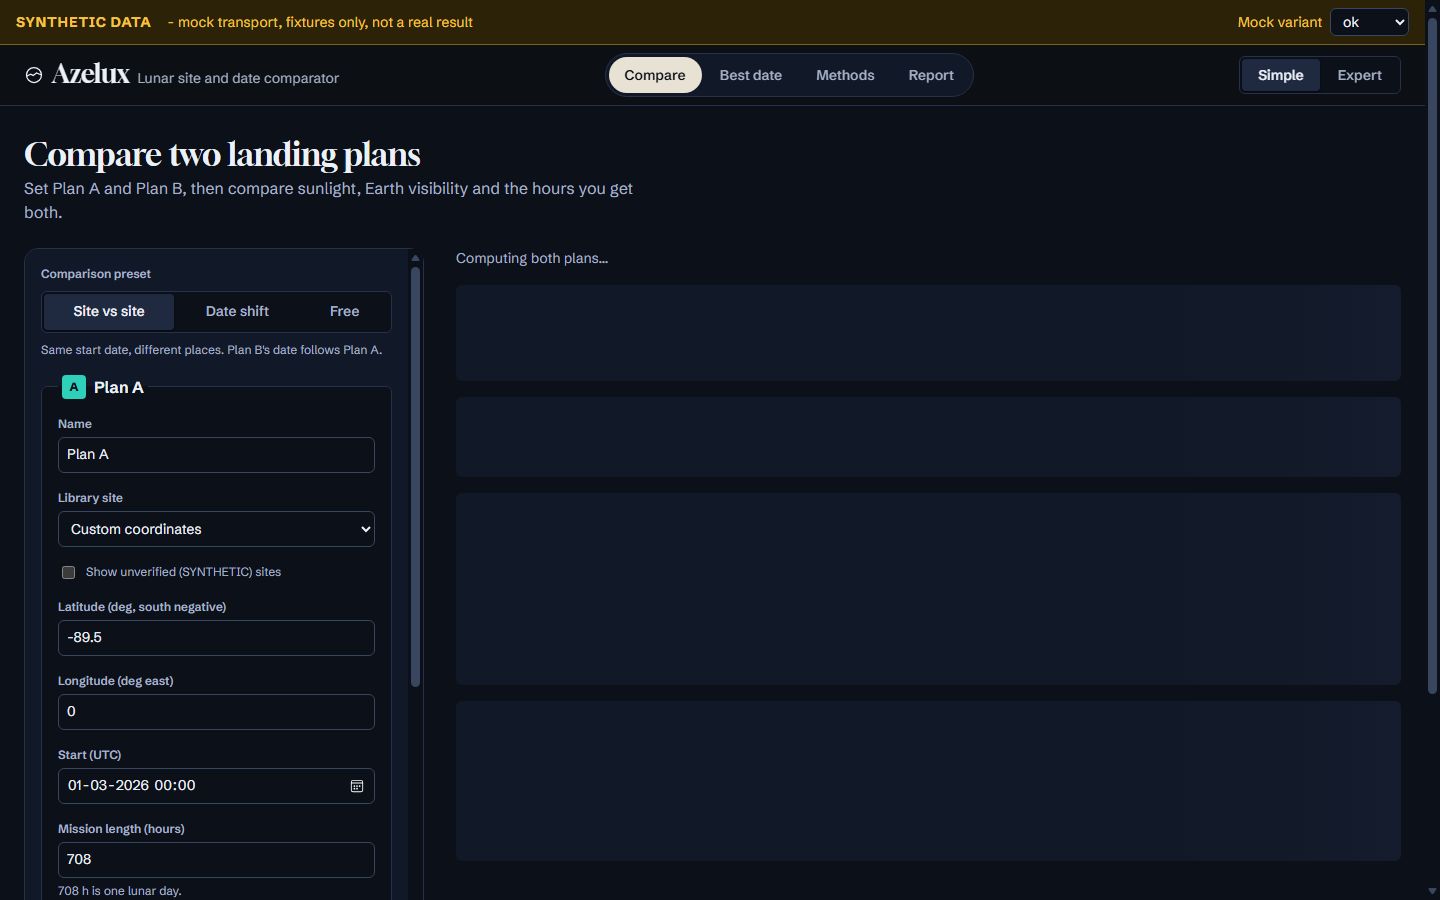 SYNTHETIC DATA - mock transport, fixtures only, not a real result
Mock variant ok
Azelux Lunar site and date comparator
Compare Best date Methods Report
Simple Expert
Compare two landing plans
Set Plan A and Plan B, then compare sunlight, Earth visibility and the hours you get
both.
Comparison preset
Site vs site Date shift Free
Same start date, different places. Plan B's date follows Plan A.
A Plan A
Name
Plan A
Library site
Custom coordinates
Show unverified (SYNTHETIC) sites
Latitude (deg, south negative)
-89.5
Longitude (deg east)
0
Start (UTC)
01-03-2026 00:00
Mission length (hours)
708
708 h is one lunar day.
Computing both plans...